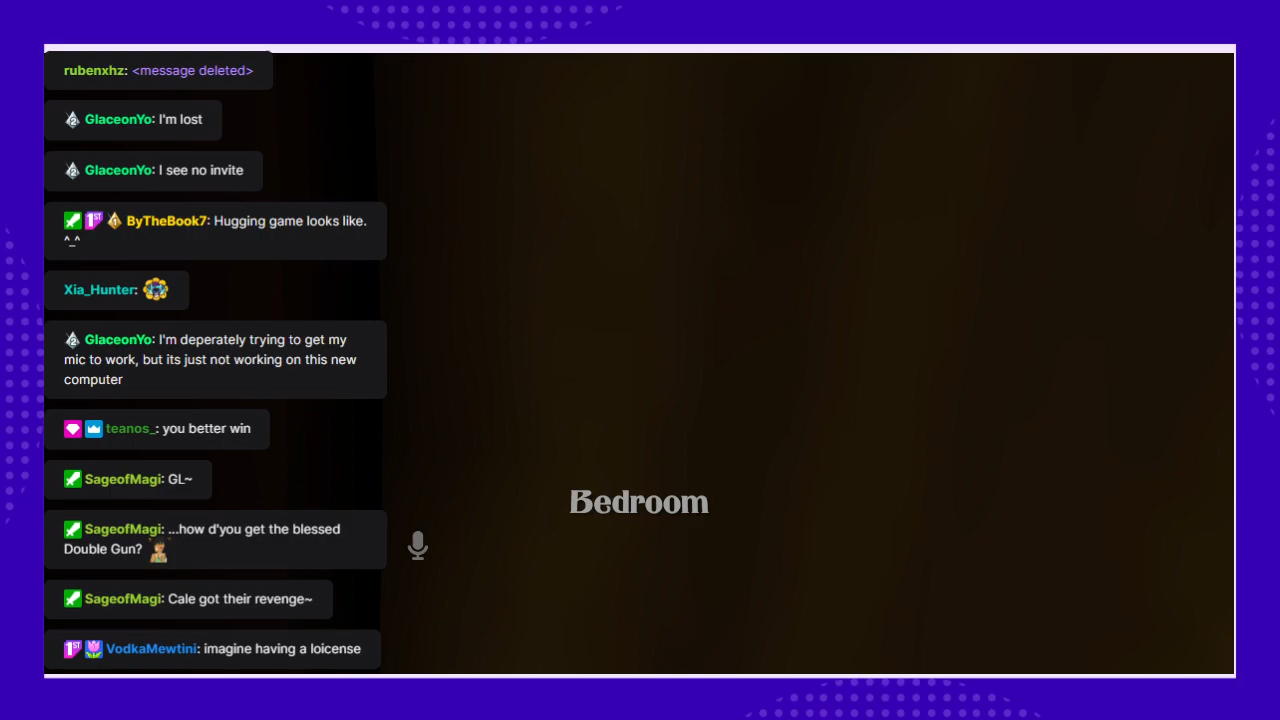 rubenxhz: <message deleted>
GlaceonYo: I'm lost
GlaceonYo: I see no invite
ByTheBook7: Hugging game looks like.
^_^
Xia_Hunter:
GlaceonYo: I'm deperately trying to get my
mic to work, but its just not working on this new
computer
teanos_: you better win
SageofMagi: GL~
SageofMagi: ...how d'you get the blessed
Double Gun?
SageofMagi: Cale got their revenge~
VodkaMewtini: imagine having a loicense
Bedroom